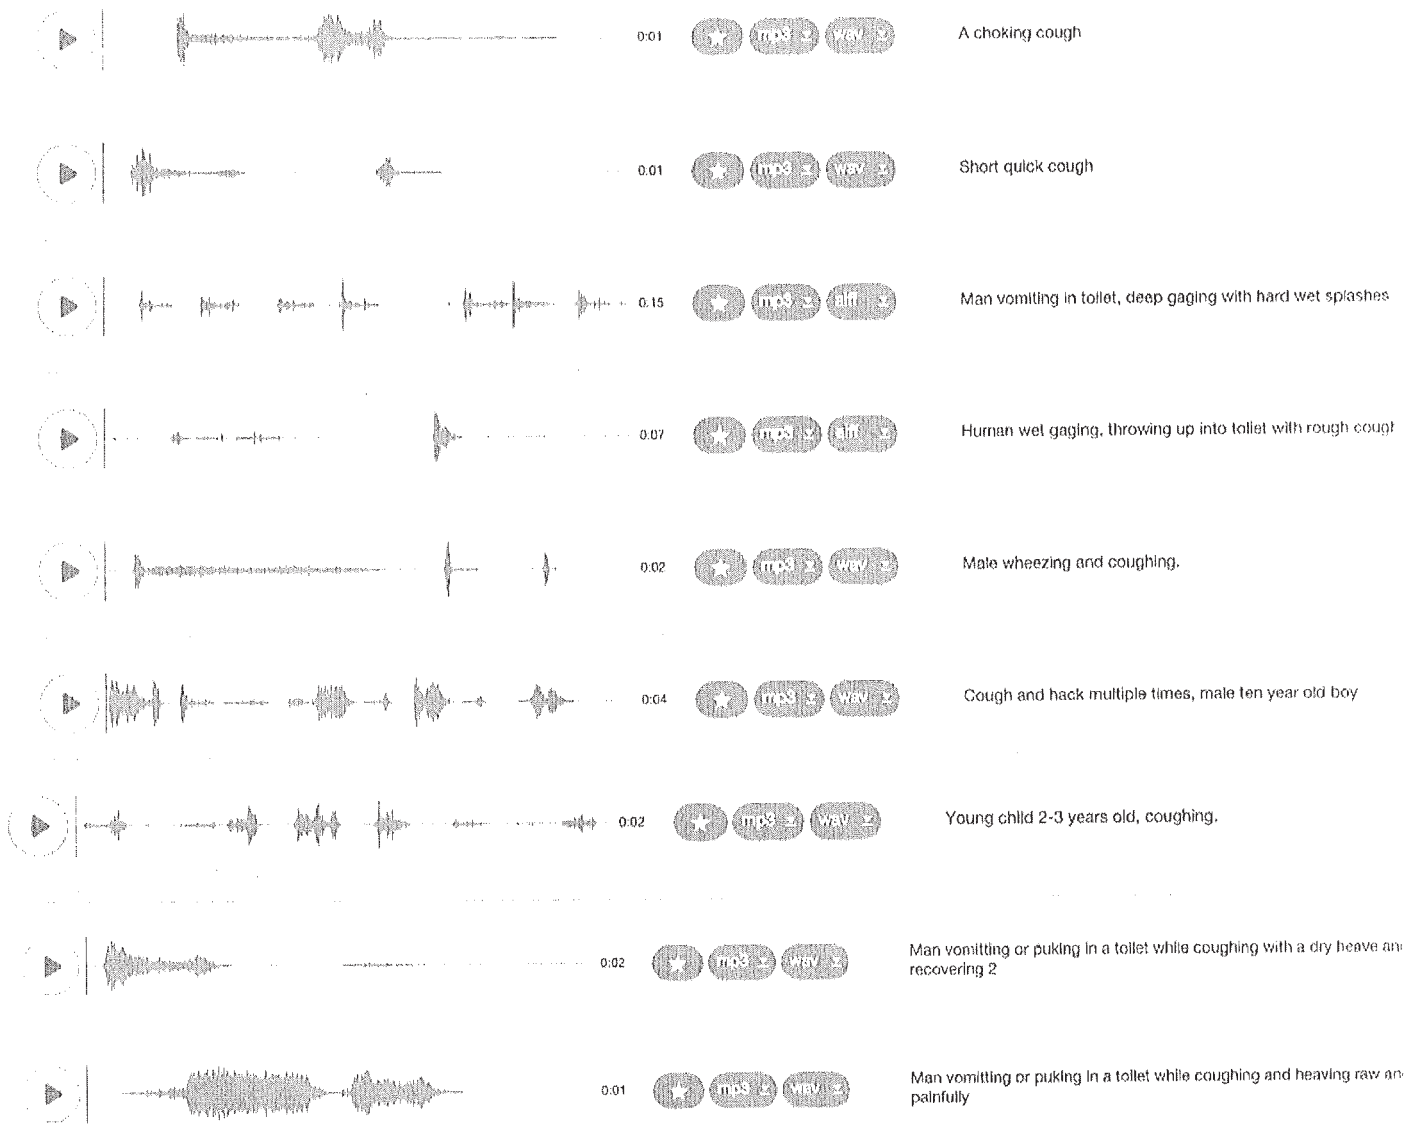 0:01 mp3 wav A choking cough
0:01 mp3 wav Short quick cough
0:15 mp3 aiff Man vomiting in toilet, deep gaging with hard wet splashes
0:07 mp3 aiff Human wet gaging, throwing up into toilet with rough cough
0:02 mp3 wav Male wheezing and coughing.
0:04 mp3 wav Cough and hack multiple times, male ten year old boy
0:02 mp3 wav Young child 2-3 years old, coughing.
0:02 mp3 wav Man vomitting or puking in a toilet while coughing with a dry heave an
recovering 2
0:01 mp3 wav Man vomitting or puking in a toilet while coughing and heaving raw an
painfully